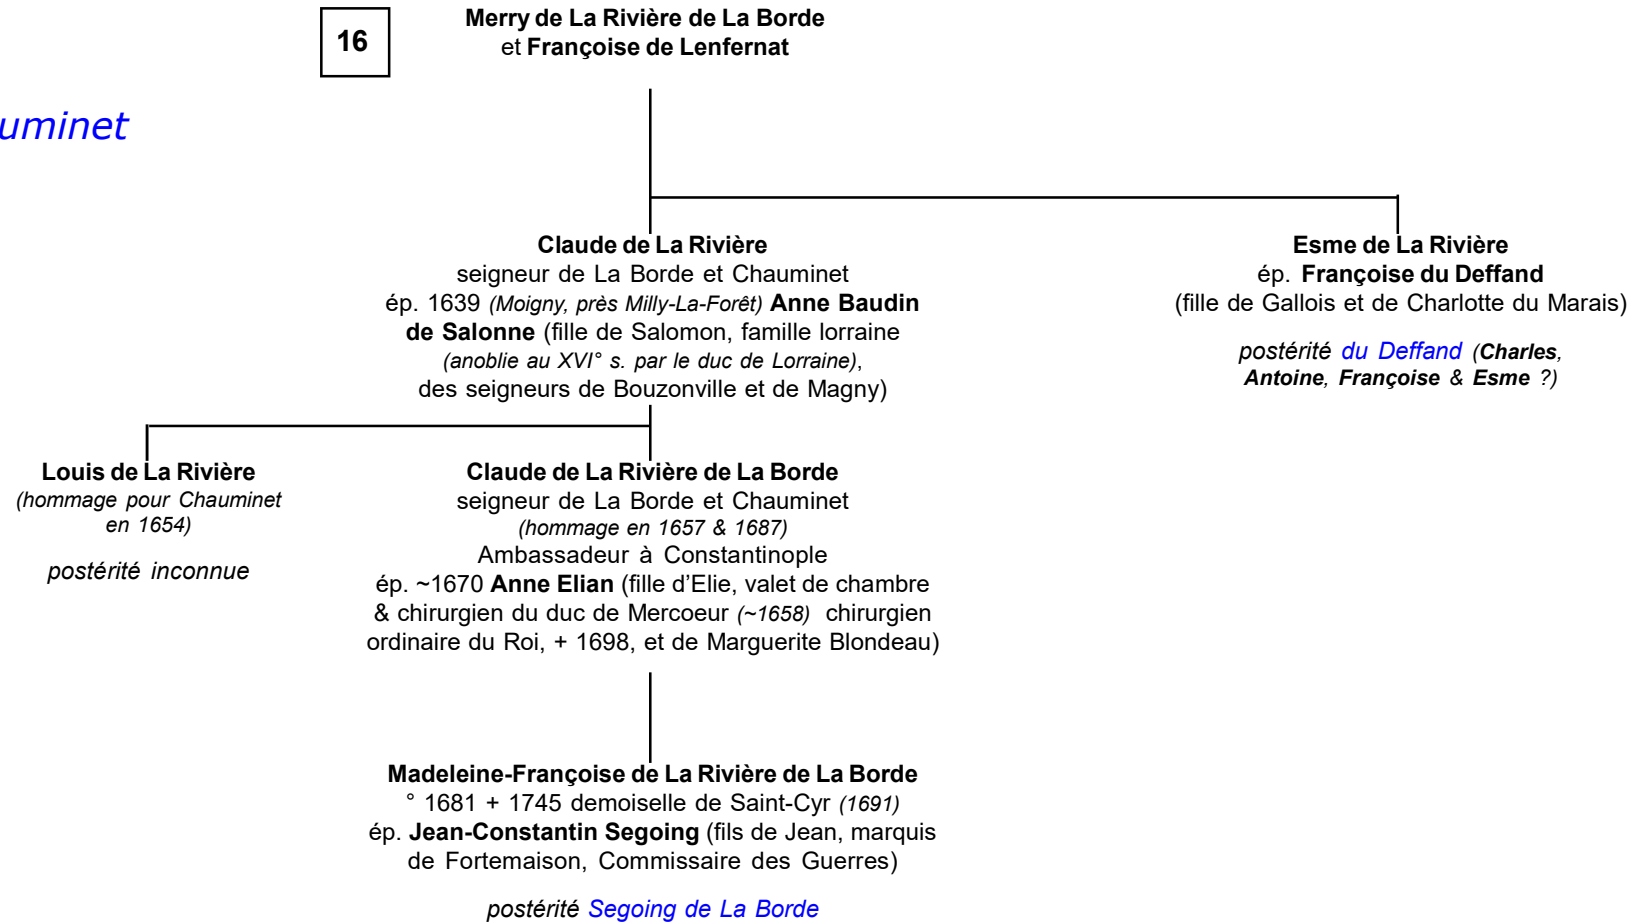 16
Merry de La Rivière de La Borde
et Françoise de Lenfernat
uminet
Claude de La Rivière
seigneur de La Borde et Chauminet
ép. 1639 (Moigny, près Milly-La-Forêt) Anne Baudin
de Salonne (fille de Salomon, famille lorraine
(anoblie au XVI° s. par le duc de Lorraine),
des seigneurs de Bouzonville et de Magny)
Esme de La Rivière
ép. Françoise du Deffand
(fille de Gallois et de Charlotte du Marais)
postérité du Deffand (Charles,
Antoine, Françoise & Esme ?)
Louis de La Rivière
(hommage pour Chauminet
en 1654)
postérité inconnue
Claude de La Rivière de La Borde
seigneur de La Borde et Chauminet
(hommage en 1657 & 1687)
Ambassadeur à Constantinople
ép. ~1670 Anne Elian (fille d'Elie, valet de chambre
& chirurgien du duc de Mercoeur (~1658) chirurgien
ordinaire du Roi, + 1698, et de Marguerite Blondeau)
Madeleine-Françoise de La Rivière de La Borde
° 1681 + 1745 demoiselle de Saint-Cyr (1691)
ép. Jean-Constantin Segoing (fils de Jean, marquis
de Fortemaison, Commissaire des Guerres)
postérité Segoing de La Borde